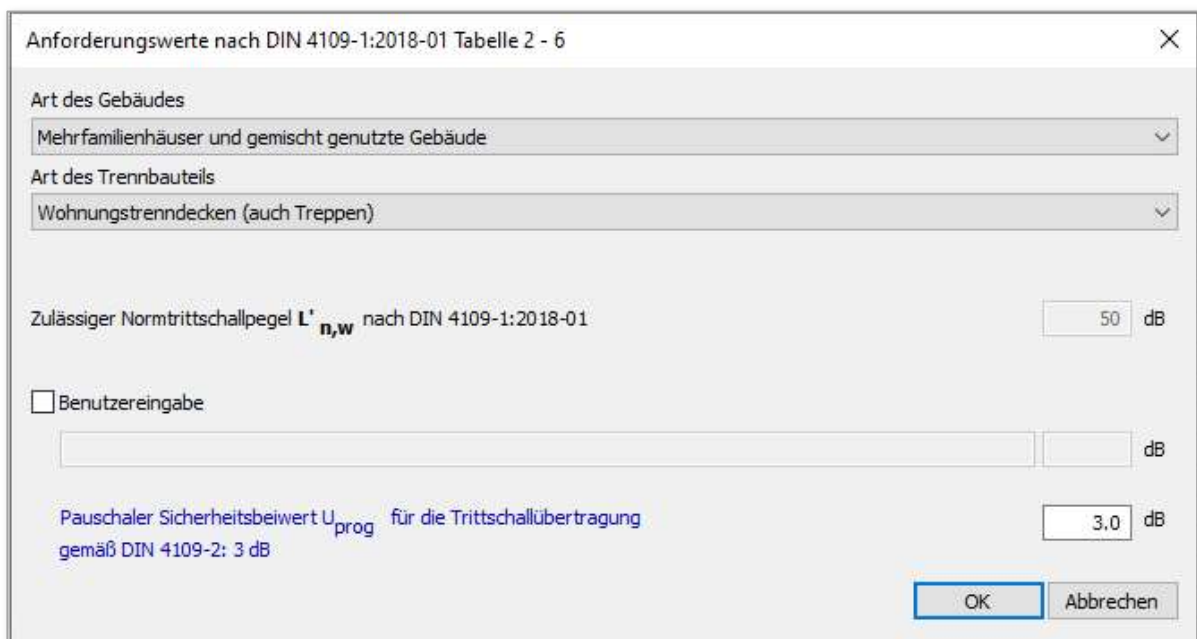 Anforderungswerte nach DIN 4109-1:2018-01 Tabelle 2 - 6
Art des Gebäudes
Mehrfamilienhäuser und gemischt genutzte Gebäude
Art des Trennbauteils
Wohnungstrenndecken (auch Treppen)
Zulässiger Normtrittschallpegel L' n,w nach DIN 4109-1:2018-01 50 dB
Benutzereingabe
dB
Pauschaler Sicherheitsbeiwert Uprog für die Trittschallübertragung 3.0 dB
gemäß DIN 4109-2: 3 dB
OK Abbrechen